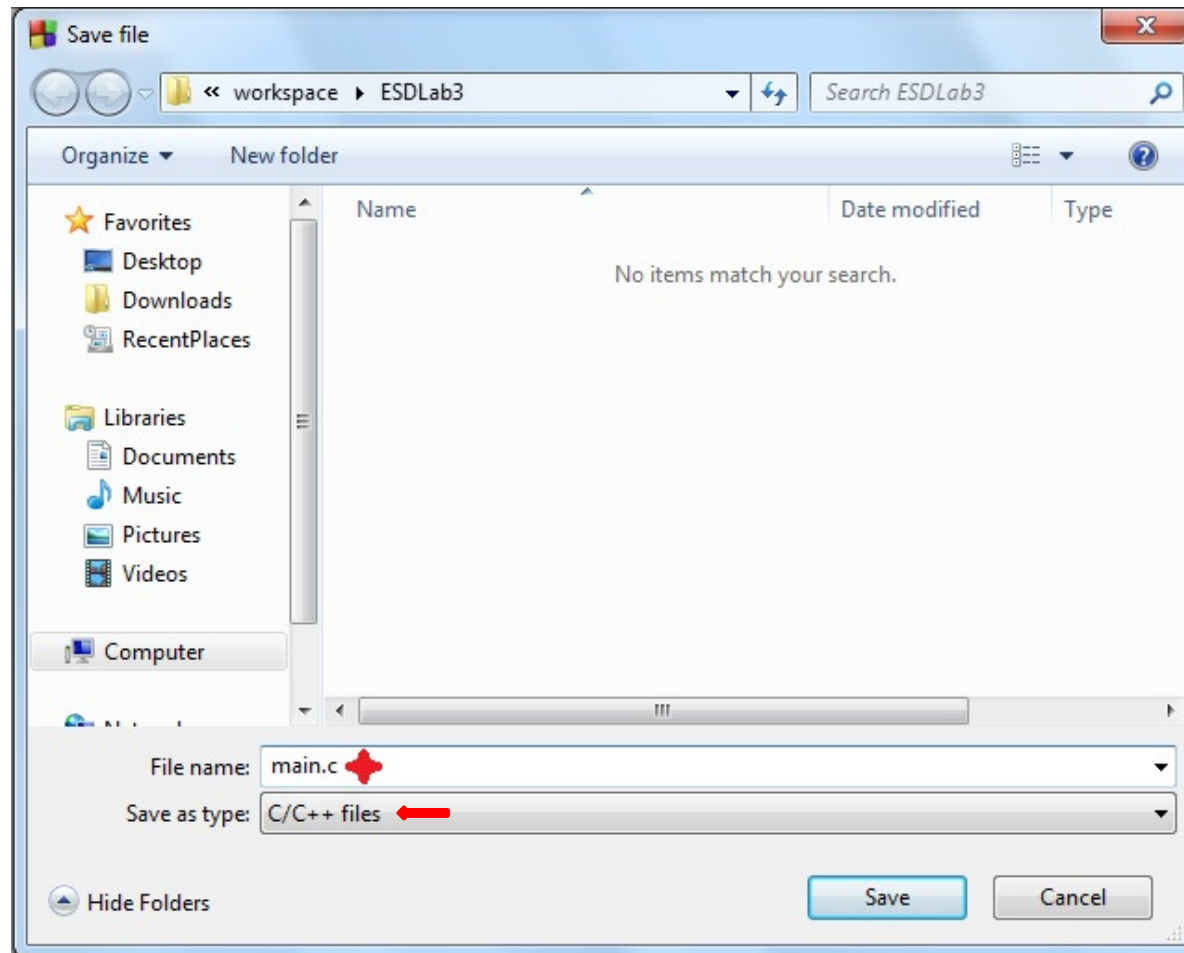 Save file
« workspace ▸ ESDLab3
Search ESDLab3
Organize
New folder
Name
Date modified
Type
No items match your search.
Favorites
Desktop
Downloads
RecentPlaces
Libraries
Documents
Music
Pictures
Videos
Computer
File name: main.c
Save as type: C/C++ files
Hide Folders
Save
Cancel